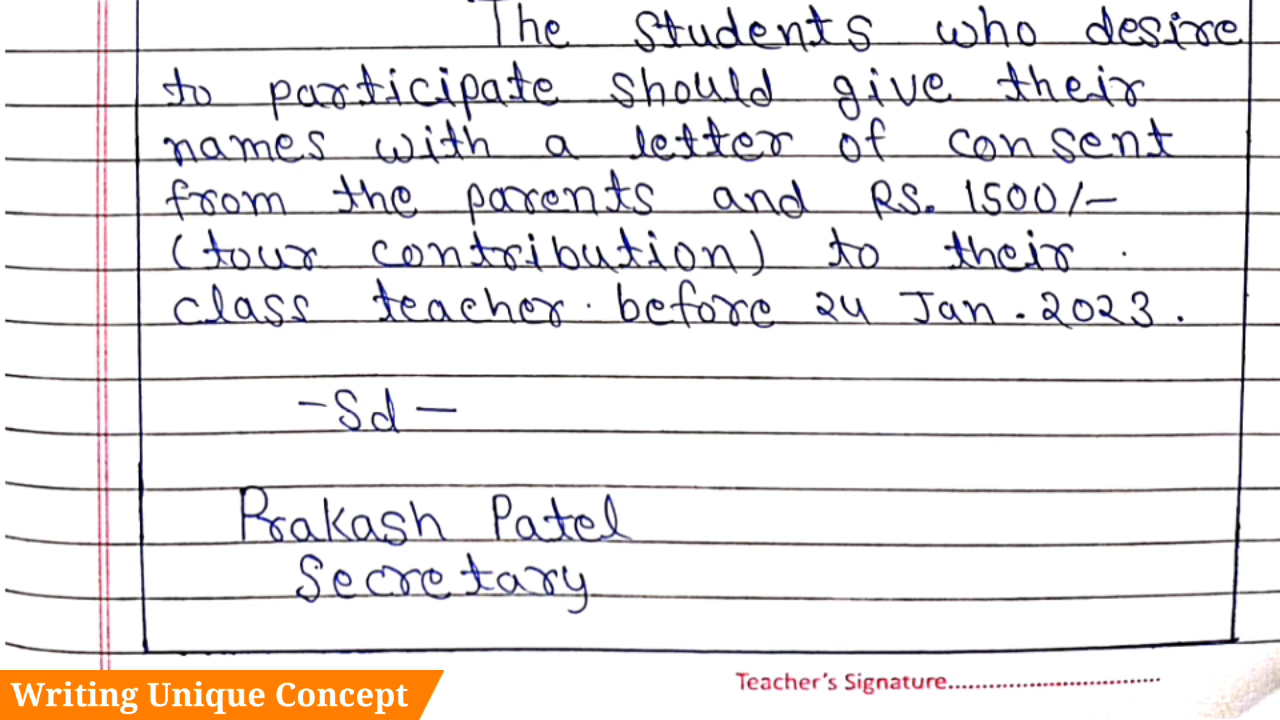 The students who desire
to participate should give their
names with a letter of consent
from the parents and RS. 1500/-
(tour contribution) to their
class teacher. before 24 Jan. 2023.
-Sd-
Prakash Patel
Secretary
Teacher's Signature................................
Writing Unique Concept